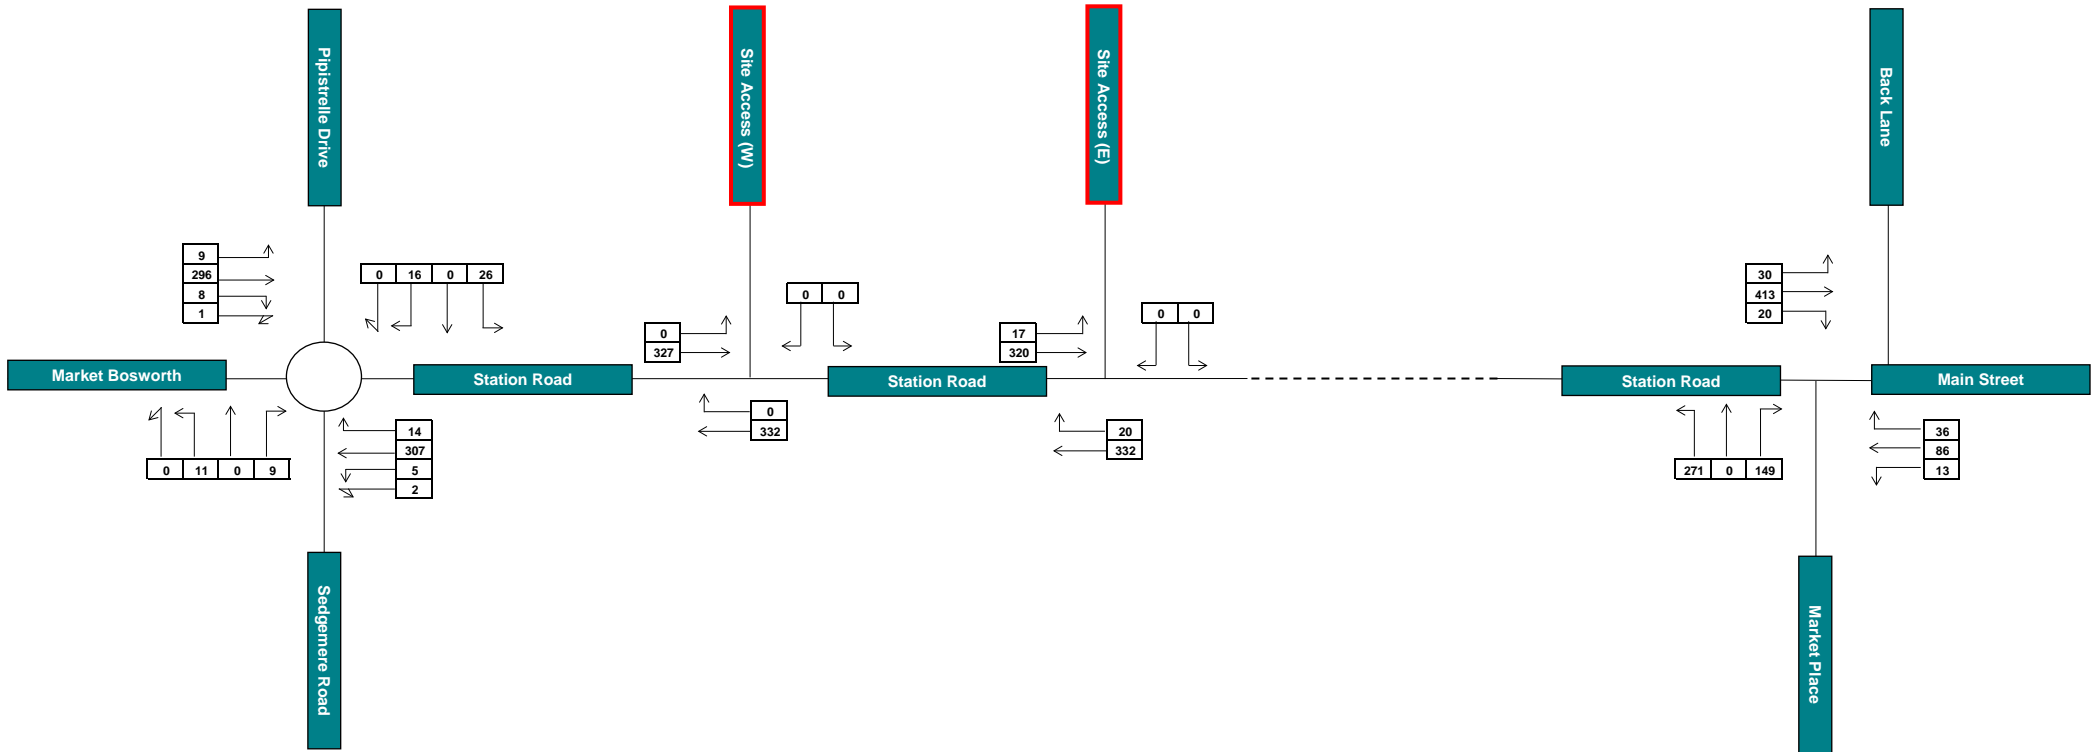 Pipistrelle Drive
Site Access (W)
Site Access (E)
Back Lane
9
296
8
1
0 16 0 26
0 0
0 0
30
413
20
0
327
17
320
Market Bosworth
Station Road
Station Road
Station Road
Main Street
0
332
20
332
14
307
5
2
36
86
13
0 11 0 9
271 0 149
Sedgemere Road
Market Place